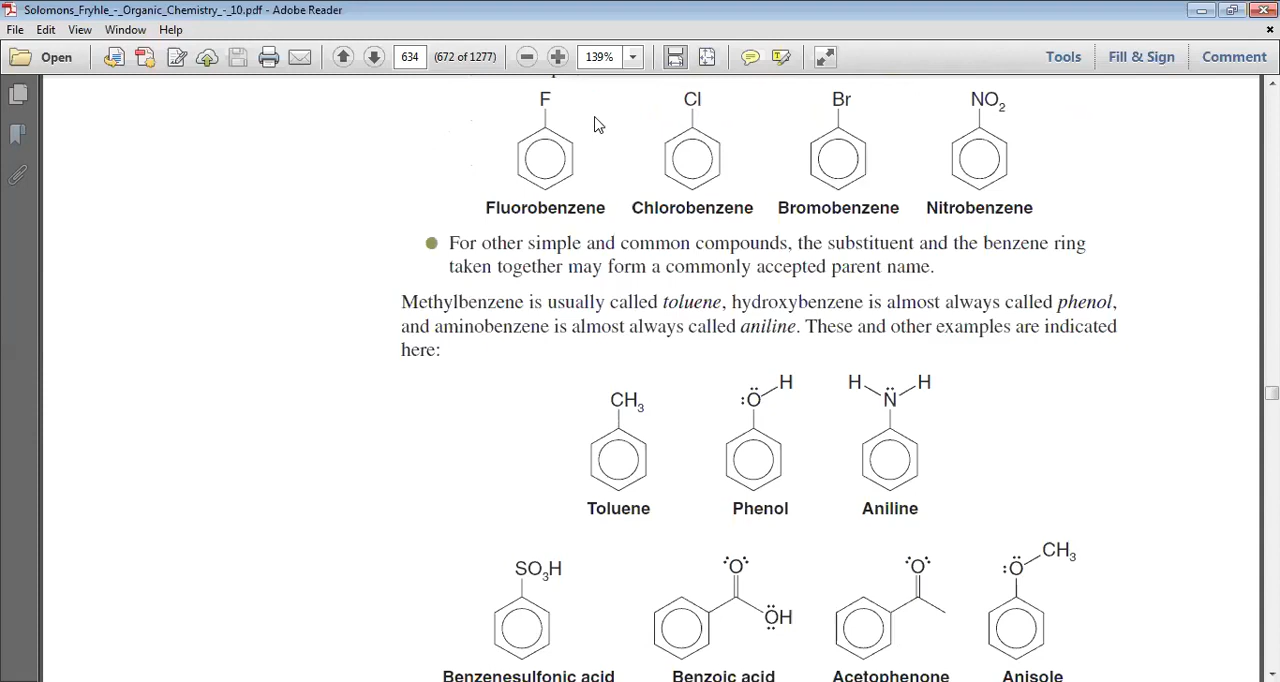 Solomons_Fryhle_-_Organic_Chemistry_-_10.pdf - Adobe Reader
File Edit View Window Help
Open 634 (672 of 1277) 139% Tools Fill & Sign Comment
F Cl Br NO2
Fluorobenzene Chlorobenzene Bromobenzene Nitrobenzene
For other simple and common compounds, the substituent and the benzene ring
taken together may form a commonly accepted parent name.
Methylbenzene is usually called toluene, hydroxybenzene is almost always called phenol,
and aminobenzene is almost always called aniline. These and other examples are indicated
here:
H H H
CH3 :Ö N̈
Toluene Phenol Aniline
CH3
SO3H O O :Ö
ÖH
Benzenesulfonic acid Benzoic acid Acetophenone Anisole